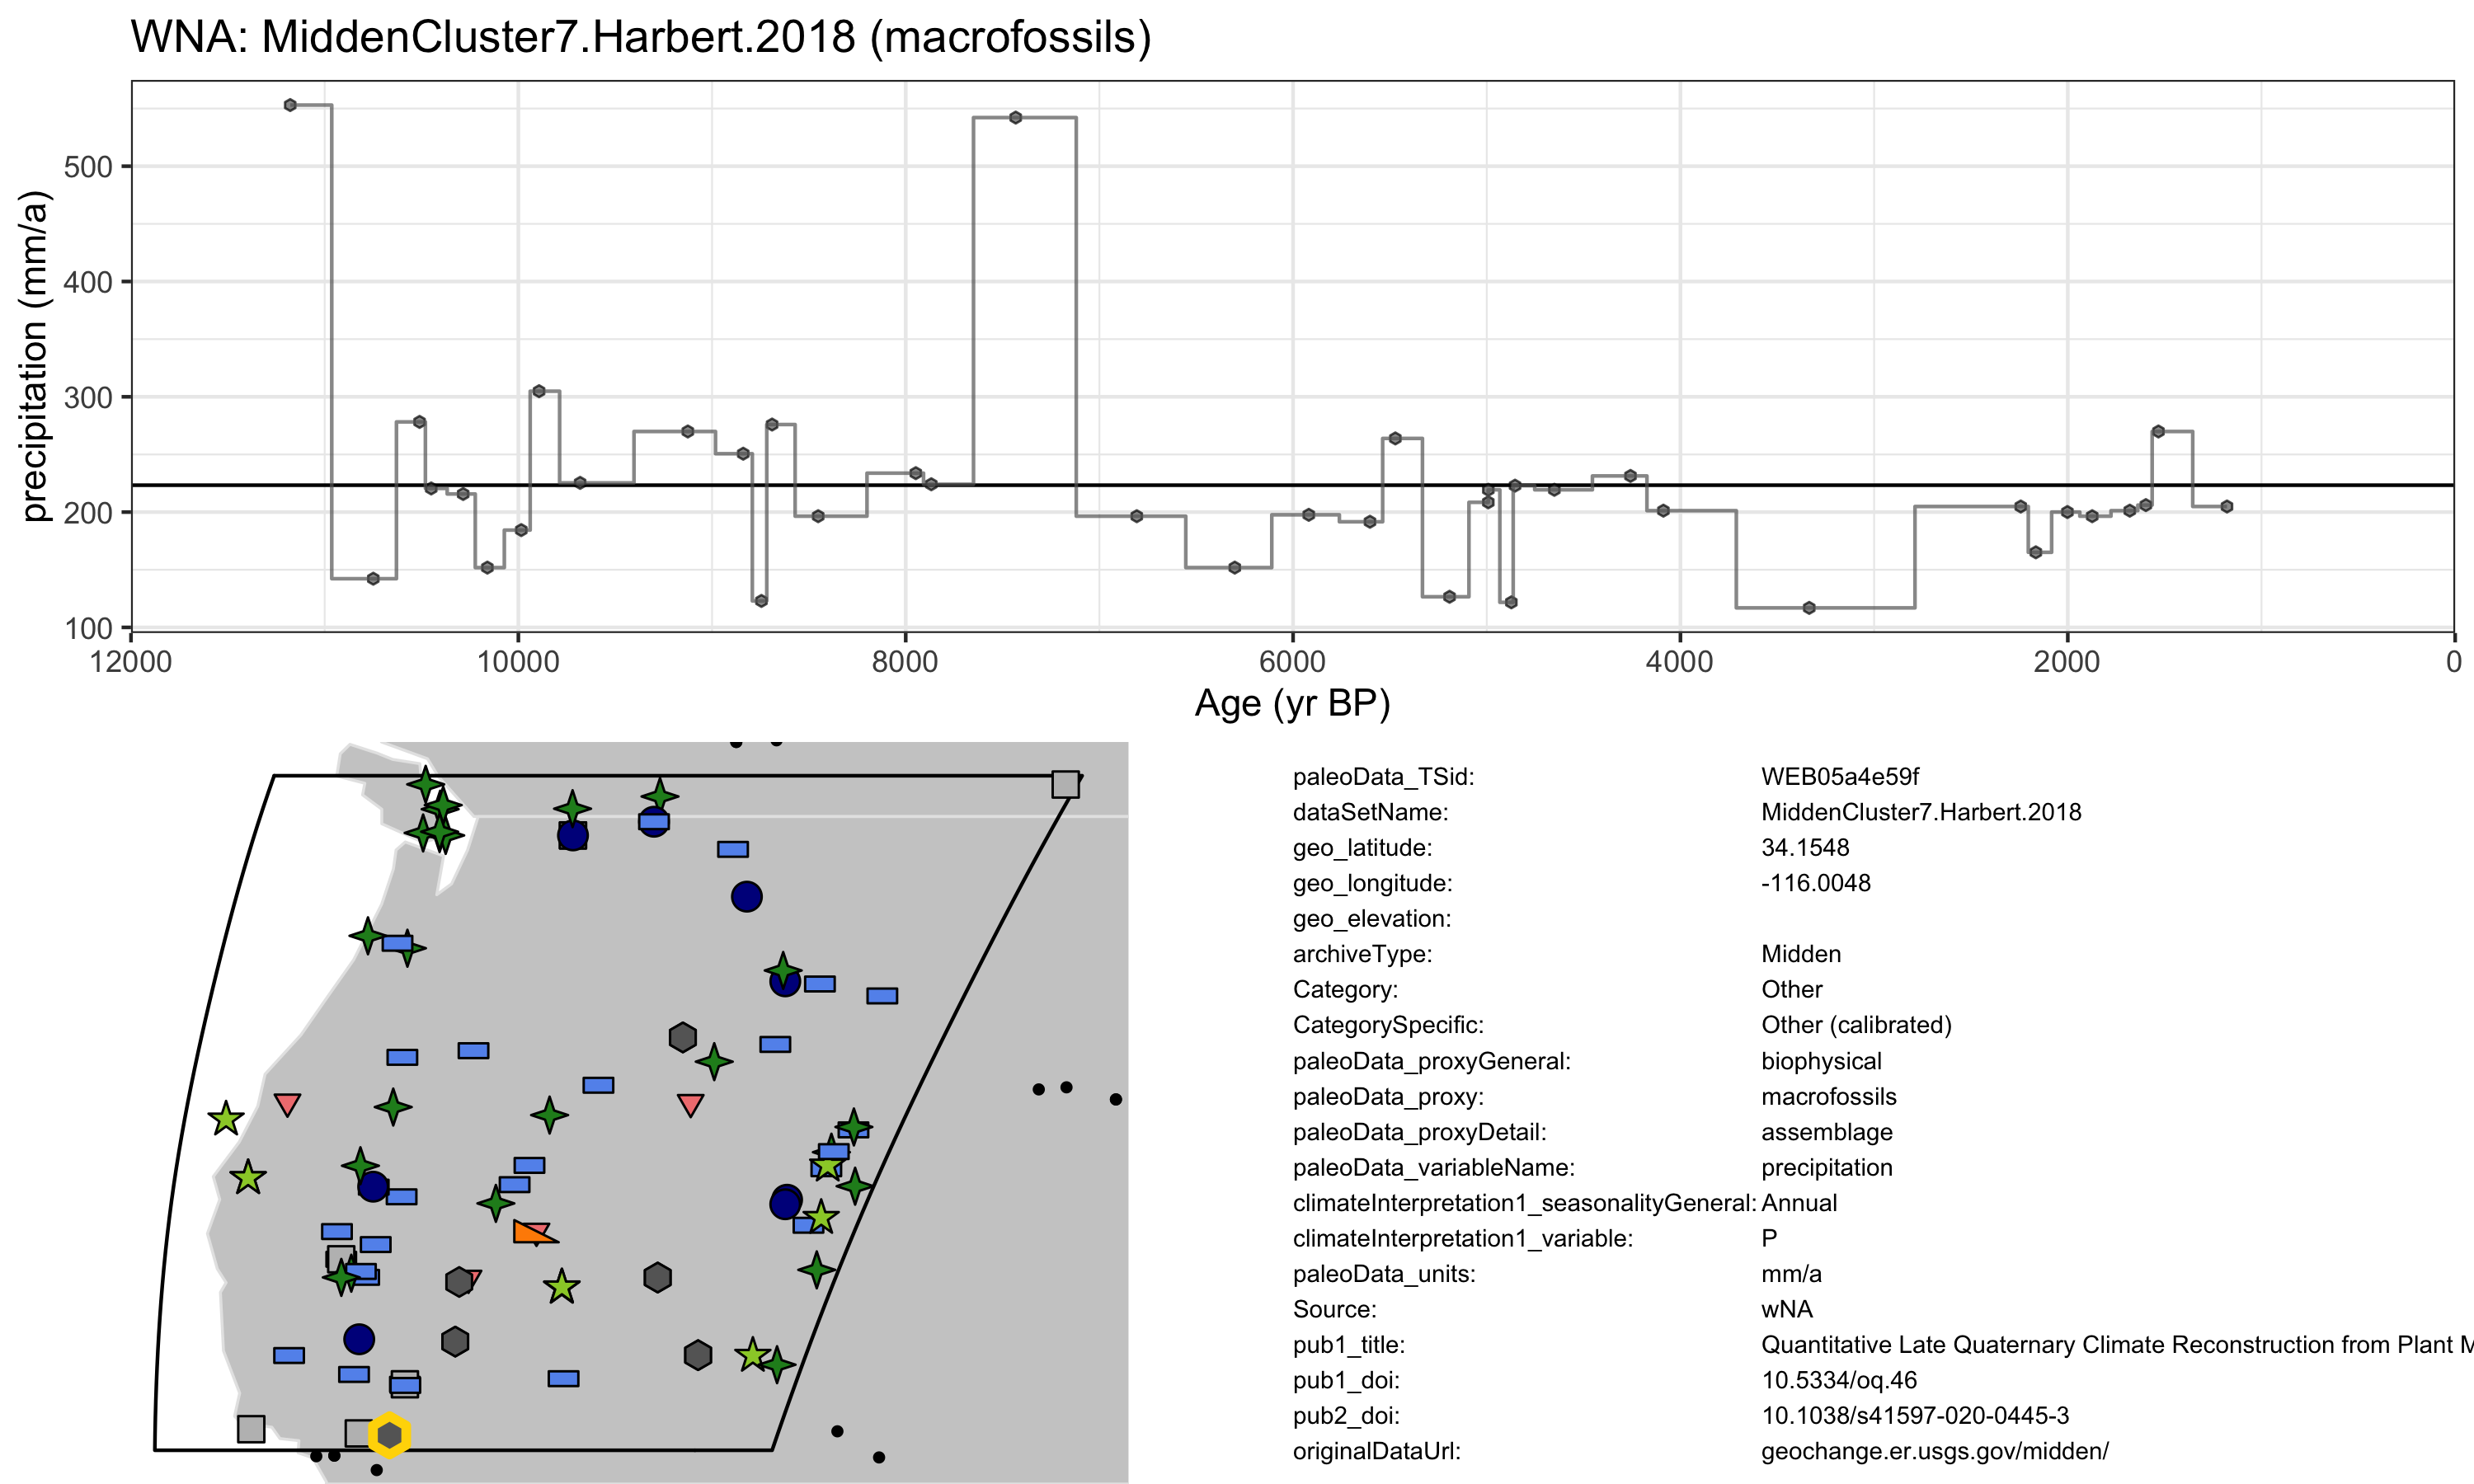 WNA: MiddenCluster7.Harbert.2018 (macrofossils)
precipitation (mm/a)
500
400
300
200
100
12000 10000 8000 6000 4000 2000 0
Age (yr BP)
paleoData_TSid: WEB05a4e59f
dataSetName: MiddenCluster7.Harbert.2018
geo_latitude: 34.1548
geo_longitude: -116.0048
geo_elevation:
archiveType: Midden
Category: Other
CategorySpecific: Other (calibrated)
paleoData_proxyGeneral: biophysical
paleoData_proxy: macrofossils
paleoData_proxyDetail: assemblage
paleoData_variableName: precipitation
climateInterpretation1_seasonalityGeneral: Annual
climateInterpretation1_variable: P
paleoData_units: mm/a
Source: wNA
pub1_title: Quantitative Late Quaternary Climate Reconstruction from Plant M
pub1_doi: 10.5334/oq.46
pub2_doi: 10.1038/s41597-020-0445-3
originalDataUrl: geochange.er.usgs.gov/midden/